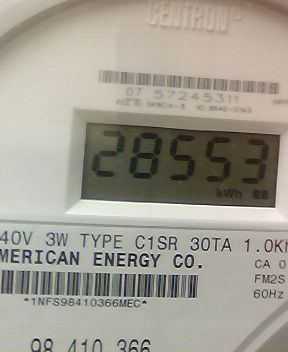 CENTRON®
07 57245311
28553
kWh
40V 3W TYPE C1SR 30TA 1.0K
MERICAN ENERGY CO. CA 0
FM2S
60Hz
*1NFS98410366MEC*
98 410 366